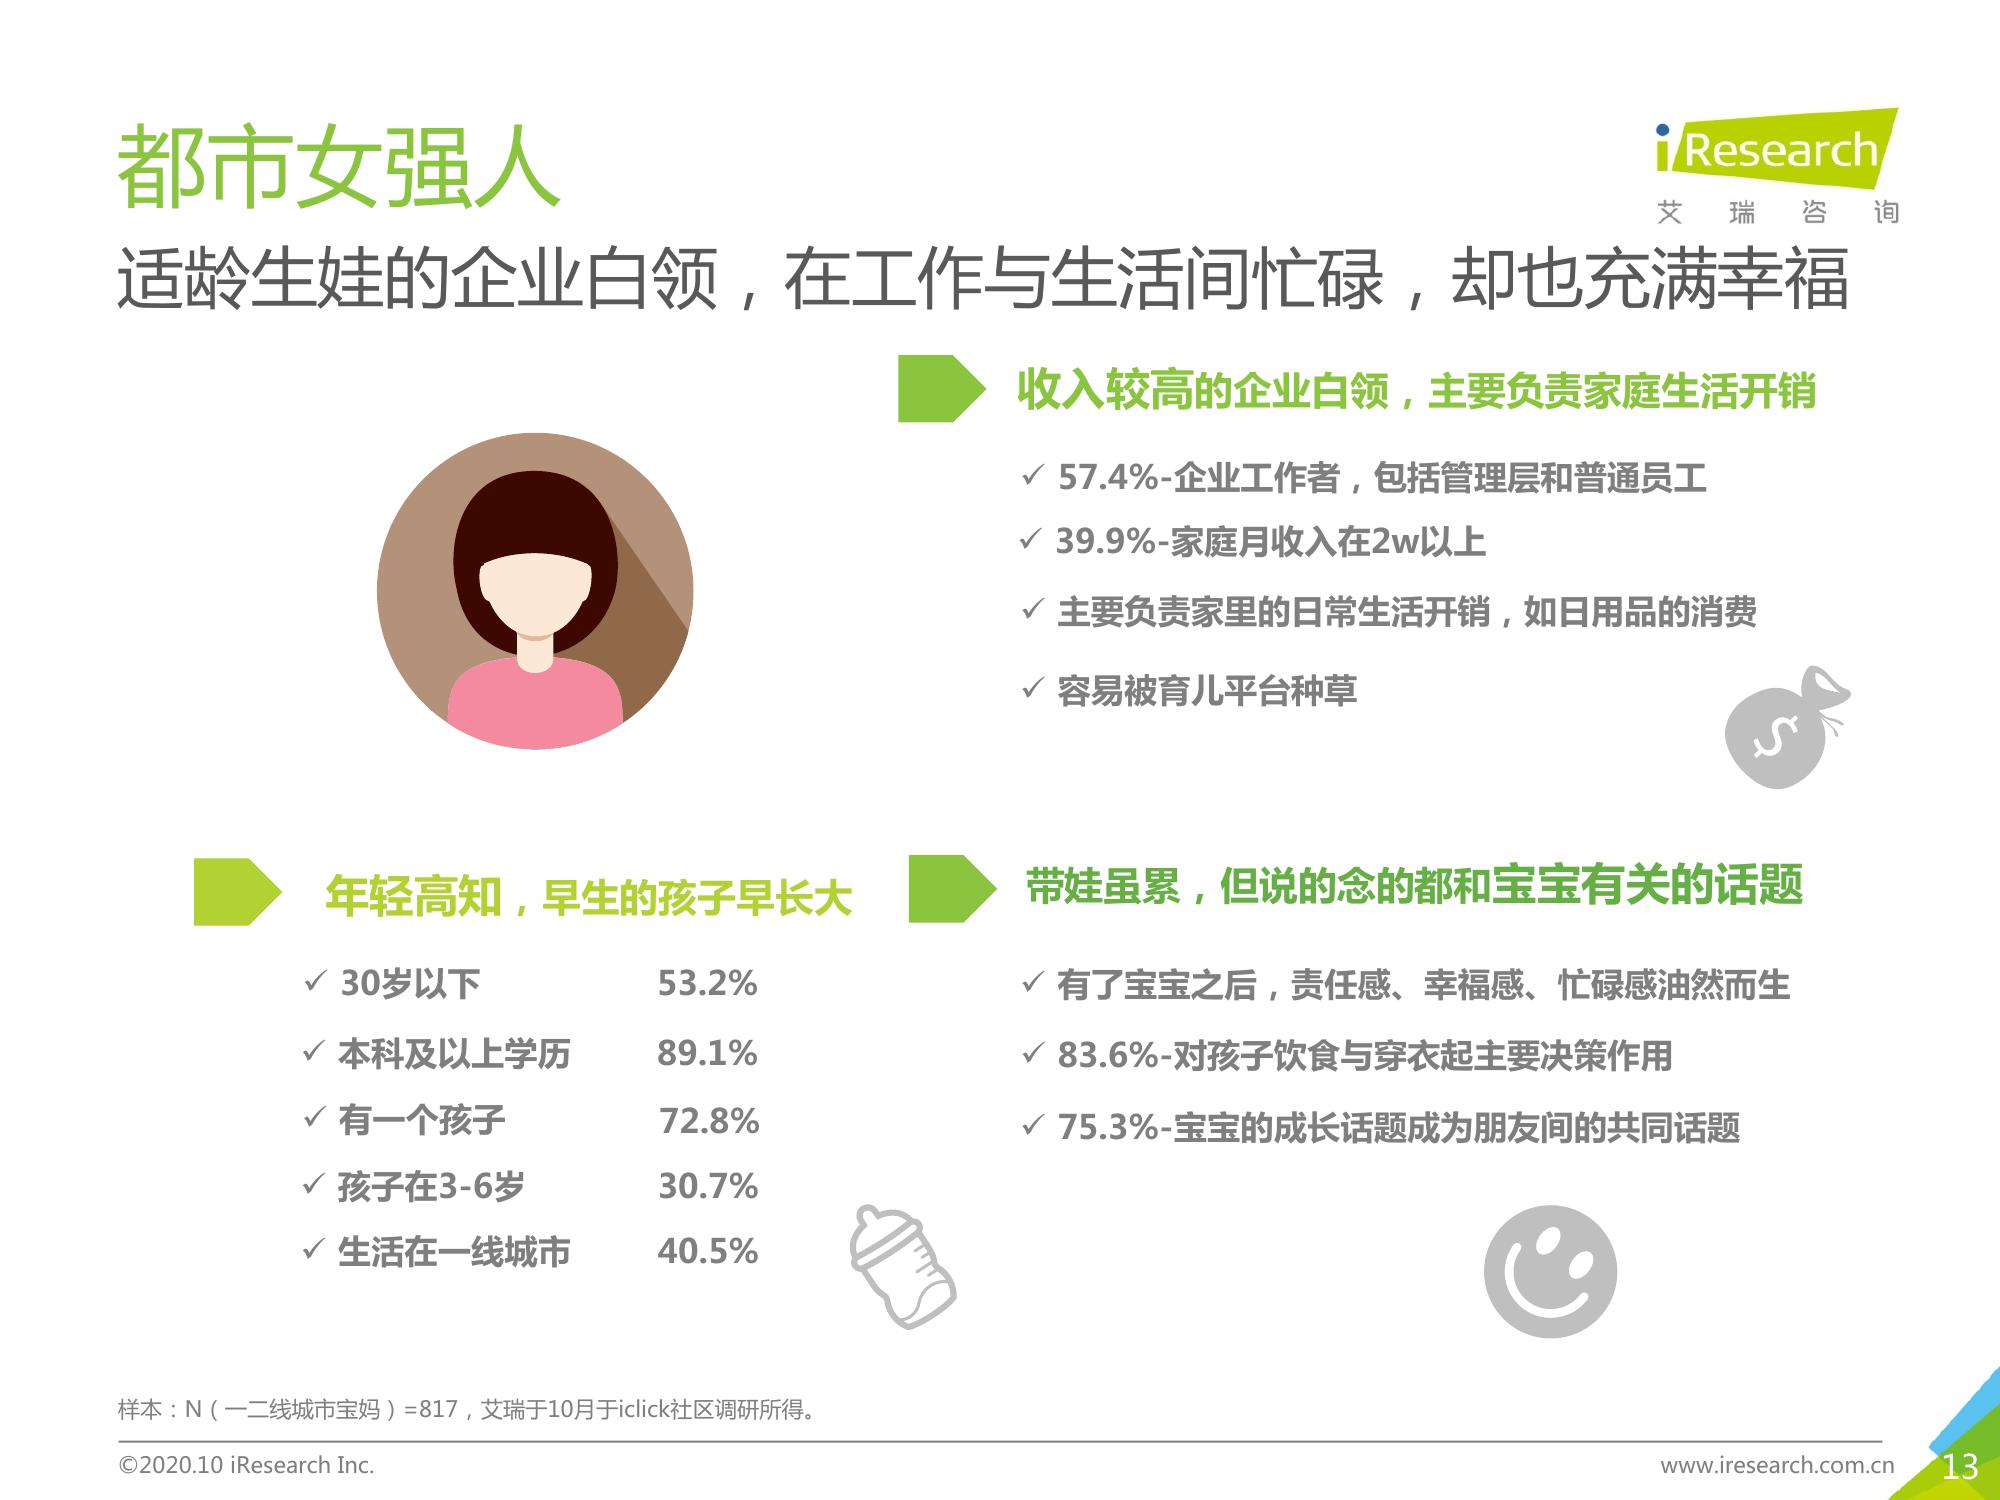 都市女强人
iResearch
艾瑞咨询
适龄生娃的企业白领，在工作与生活间忙碌，却也充满幸福
收入较高的企业白领，主要负责家庭生活开销
✓ 57.4%-企业工作者，包括管理层和普通员工
✓ 39.9%-家庭月收入在2w以上
✓ 主要负责家里的日常生活开销，如日用品的消费
✓ 容易被育儿平台种草
$
年轻高知，早生的孩子早长大
✓ 30岁以下 53.2%
✓ 本科及以上学历 89.1%
✓ 有一个孩子 72.8%
✓ 孩子在3-6岁 30.7%
✓ 生活在一线城市 40.5%
带娃虽累，但说的念的都和宝宝有关的话题
✓ 有了宝宝之后，责任感、幸福感、忙碌感油然而生
✓ 83.6%-对孩子饮食与穿衣起主要决策作用
✓ 75.3%-宝宝的成长话题成为朋友间的共同话题
样本：N（一二线城市宝妈）=817，艾瑞于10月于iclick社区调研所得。
©2020.10 iResearch Inc.
www.iresearch.com.cn
13